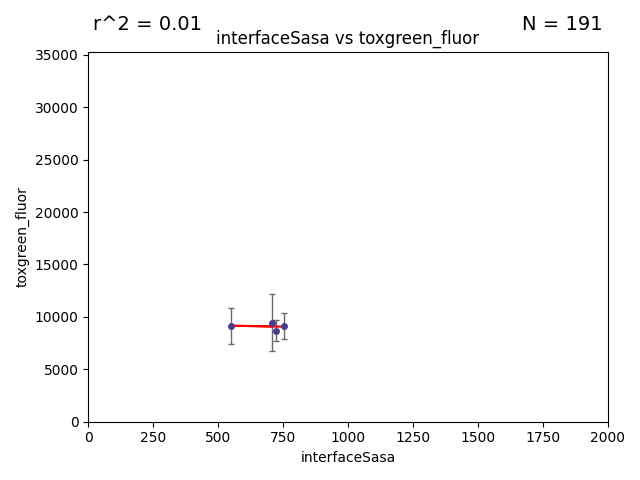 r^2 = 0.01
N = 191
interfaceSasa vs toxgreen_fluor
35000
30000
25000
20000
15000
10000
5000
0
toxgreen_fluor
0 250 500 750 1000 1250 1500 1750 2000
interfaceSasa